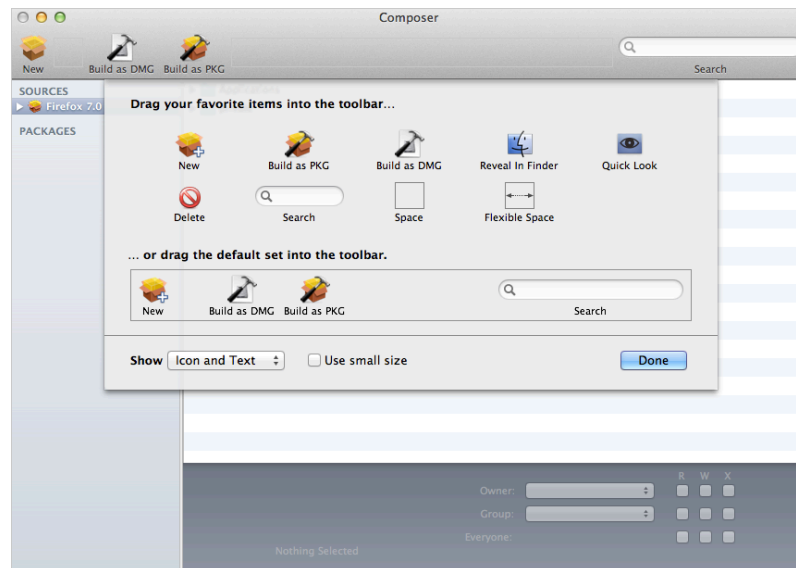 Composer
New Build as DMG Build as PKG Search
SOURCES
Firefox 7.0
PACKAGES
Applications
Drag your favorite items into the toolbar...
New Build as PKG Build as DMG Reveal In Finder Quick Look
Delete Search Space Flexible Space
... or drag the default set into the toolbar.
New Build as DMG Build as PKG Search
Show Icon and Text Use small size Done
R W X
Owner:
Group:
Everyone:
Nothing Selected